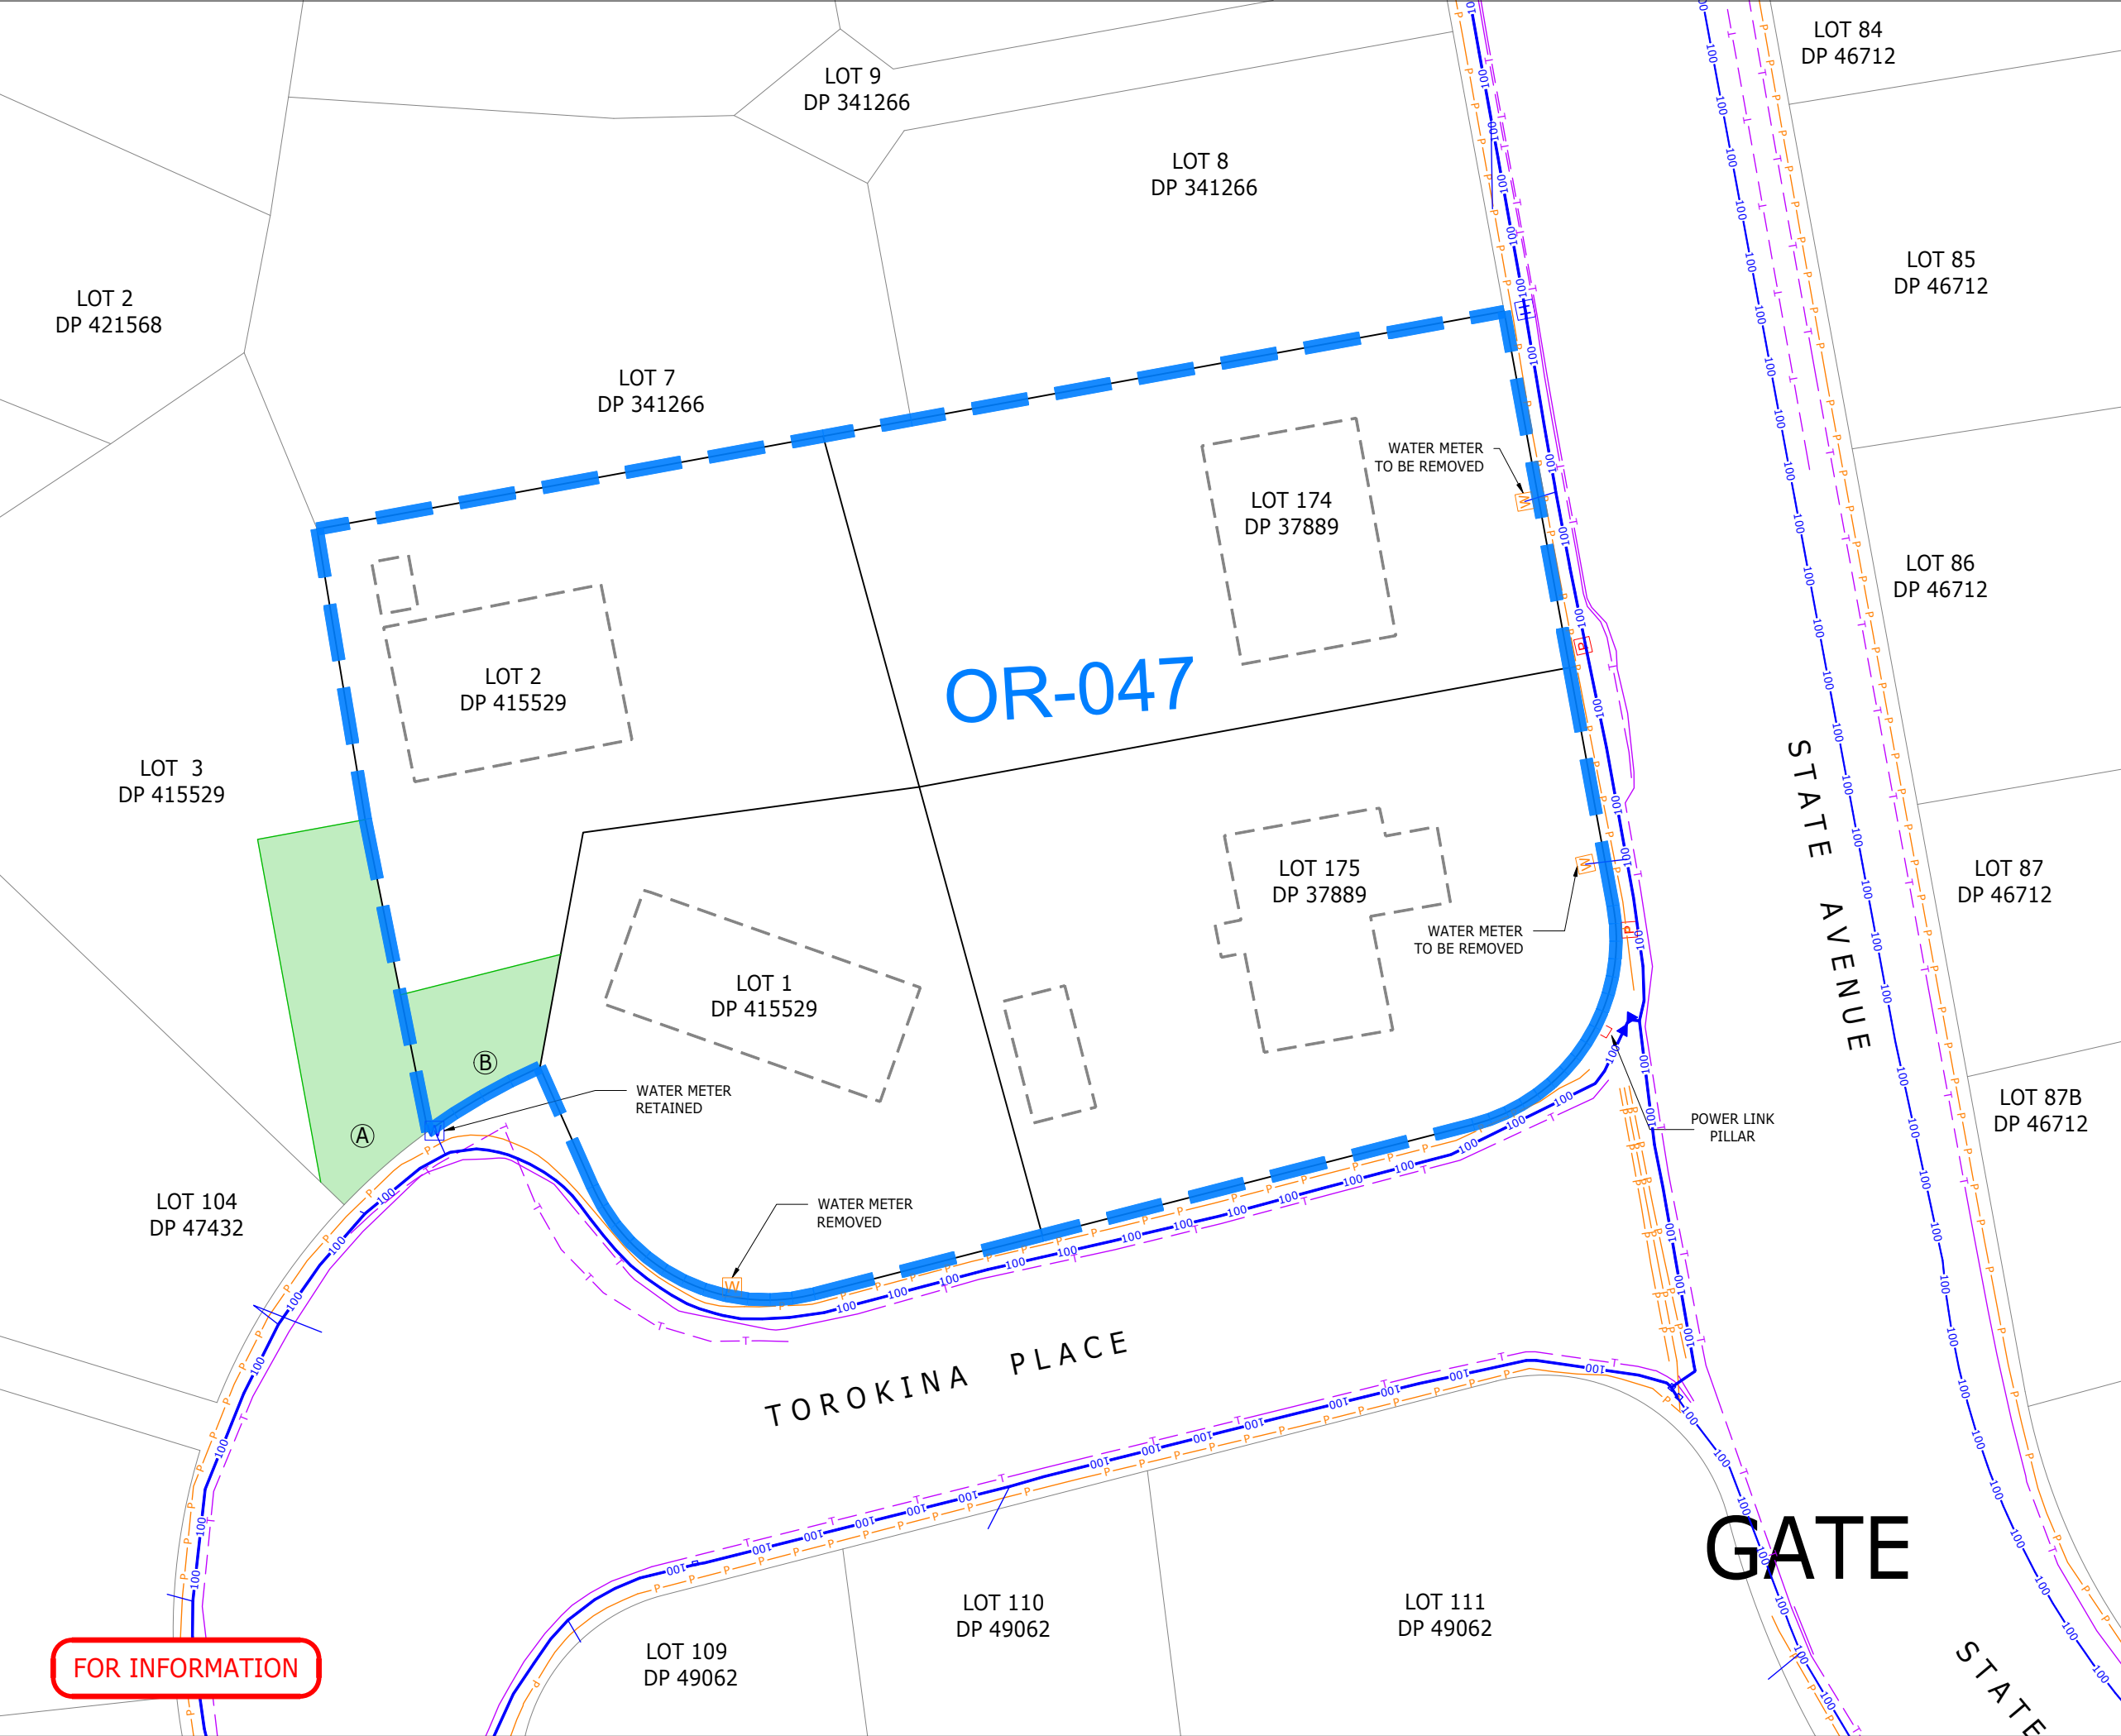 LOT 84
DP 46712
LOT 9
DP 341266
LOT 8
DP 341266
LOT 85
DP 46712
LOT 2
DP 421568
LOT 7
DP 341266
WATER METER
TO BE REMOVED
LOT 174
DP 37889
LOT 86
DP 46712
LOT 2
DP 415529
OR-047
LOT 3
DP 415529
STATE AVENUE
LOT 175
DP 37889
LOT 87
DP 46712
WATER METER
TO BE REMOVED
LOT 1
DP 415529
B
A
WATER METER
RETAINED
POWER LINK
PILLAR
LOT 87B
DP 46712
LOT 104
DP 47432
WATER METER
REMOVED
W
TOROKINA PLACE
GATE
LOT 110
DP 49062
LOT 111
DP 49062
LOT 109
DP 49062
FOR INFORMATION
STATE